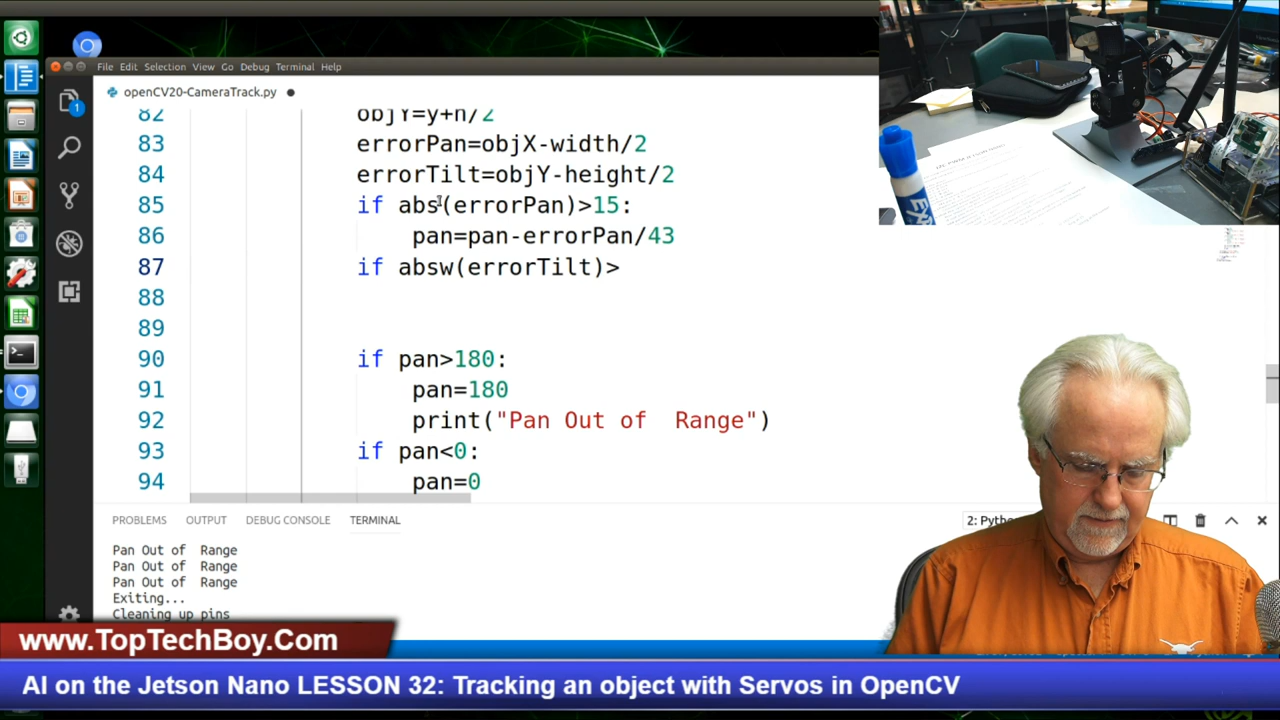 File Edit Selection View Go Debug Terminal Help
openCV20-CameraTrack.py
1
82 objY=y+h/2
83 errorPan=objX-width/2
84 errorTilt=objY-height/2
85 if abs(errorPan)>15:
86 pan=pan-errorPan/43
87 if absw(errorTilt)>
88
89
90 if pan>180:
91 pan=180
92 print("Pan Out of  Range")
93 if pan<0:
94 pan=0
PROBLEMS OUTPUT DEBUG CONSOLE TERMINAL
Pan Out of  Range
Pan Out of  Range
Pan Out of  Range
Exiting...
Cleaning up pins
www.TopTechBoy.Com
AI on the Jetson Nano LESSON 32: Tracking an object with Servos in OpenCV